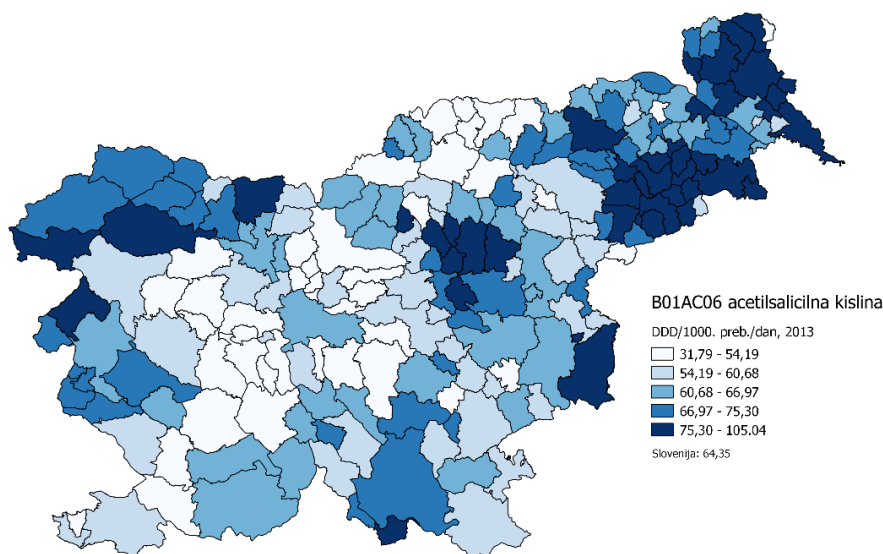 B01AC06 acetilsalicilna kislina
DDD/1000. preb./dan, 2013
31,79 - 54,19
54,19 - 60,68
60,68 - 66,97
66,97 - 75,30
75,30 - 105.04
Slovenija: 64,35